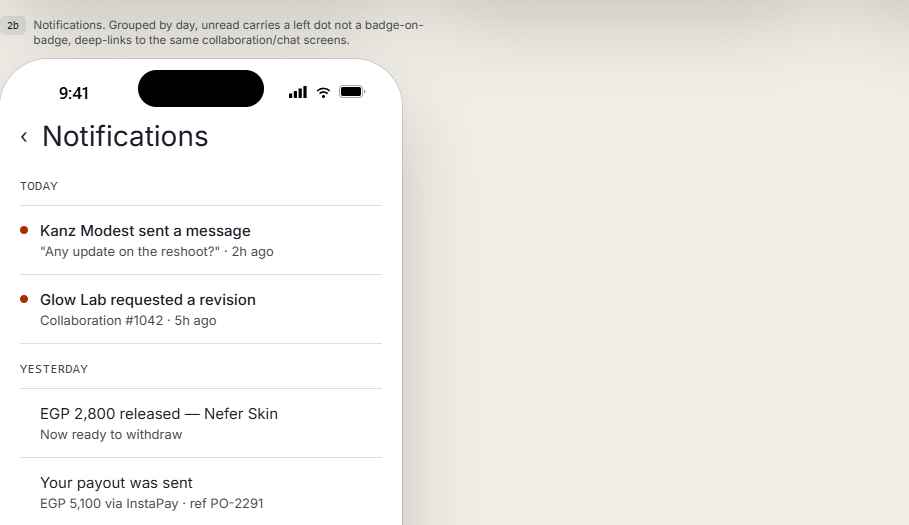 2b
Notifications. Grouped by day, unread carries a left dot not a badge-on-
badge, deep-links to the same collaboration/chat screens.
9:41
Notifications
TODAY
Kanz Modest sent a message
"Any update on the reshoot?" · 2h ago
Glow Lab requested a revision
Collaboration #1042 · 5h ago
YESTERDAY
EGP 2,800 released — Nefer Skin
Now ready to withdraw
Your payout was sent
EGP 5,100 via InstaPay · ref PO-2291